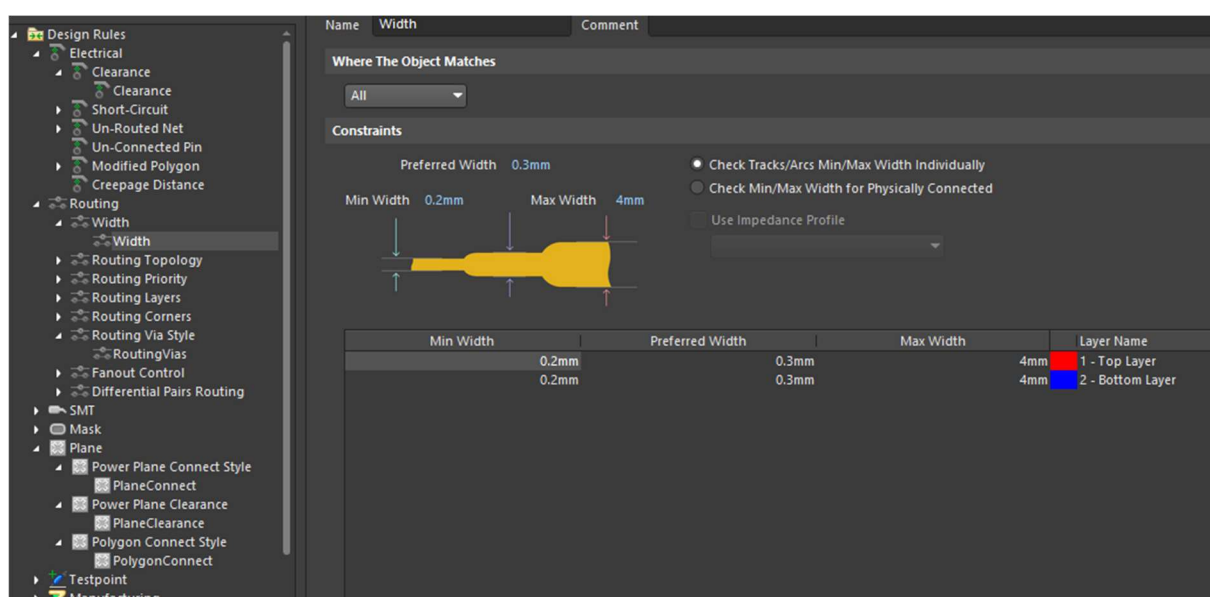 Design Rules
Electrical
Clearance
Clearance
Short-Circuit
Un-Routed Net
Un-Connected Pin
Modified Polygon
Creepage Distance
Routing
Width
Width
Routing Topology
Routing Priority
Routing Layers
Routing Corners
Routing Via Style
RoutingVias
Fanout Control
Differential Pairs Routing
SMT
Mask
Plane
Power Plane Connect Style
PlaneConnect
Power Plane Clearance
PlaneClearance
Polygon Connect Style
PolygonConnect
Testpoint
Manufacturing
Name Width Comment
Where The Object Matches
All
Constraints
Preferred Width 0.3mm
Min Width 0.2mm Max Width 4mm
Check Tracks/Arcs Min/Max Width Individually
Check Min/Max Width for Physically Connected
Use Impedance Profile
Min Width Preferred Width Max Width Layer Name
0.2mm 0.3mm 4mm 1 - Top Layer
0.2mm 0.3mm 4mm 2 - Bottom Layer